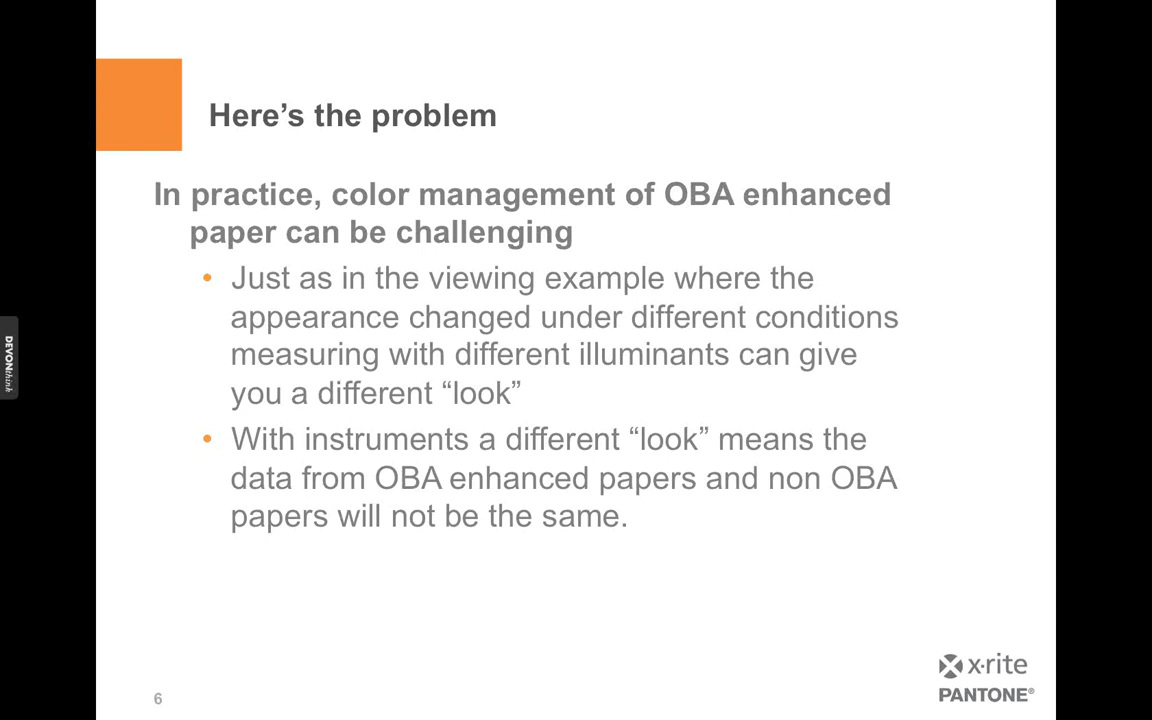 Here’s the problem
In practice, color management of OBA enhanced
paper can be challenging
• Just as in the viewing example where the
appearance changed under different conditions
measuring with different illuminants can give
you a different “look”
• With instruments a different “look” means the
data from OBA enhanced papers and non OBA
papers will not be the same.
DEVONthink
6
x·rite
PANTONE®